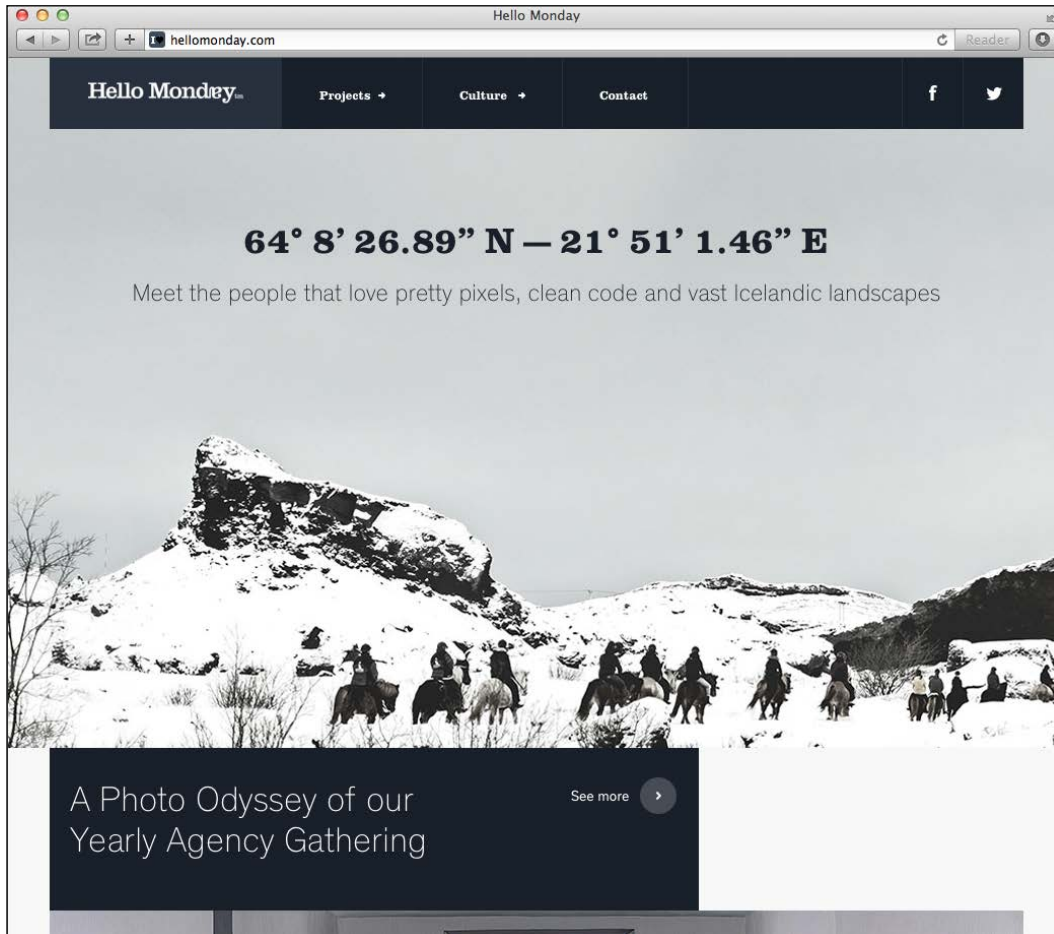 Hello Monday
hellomonday.com
Reader
Hello Monday
Projects →
Culture →
Contact
f
64° 8’ 26.89” N — 21° 51’ 1.46” E
Meet the people that love pretty pixels, clean code and vast Icelandic landscapes
A Photo Odyssey of our
Yearly Agency Gathering
See more